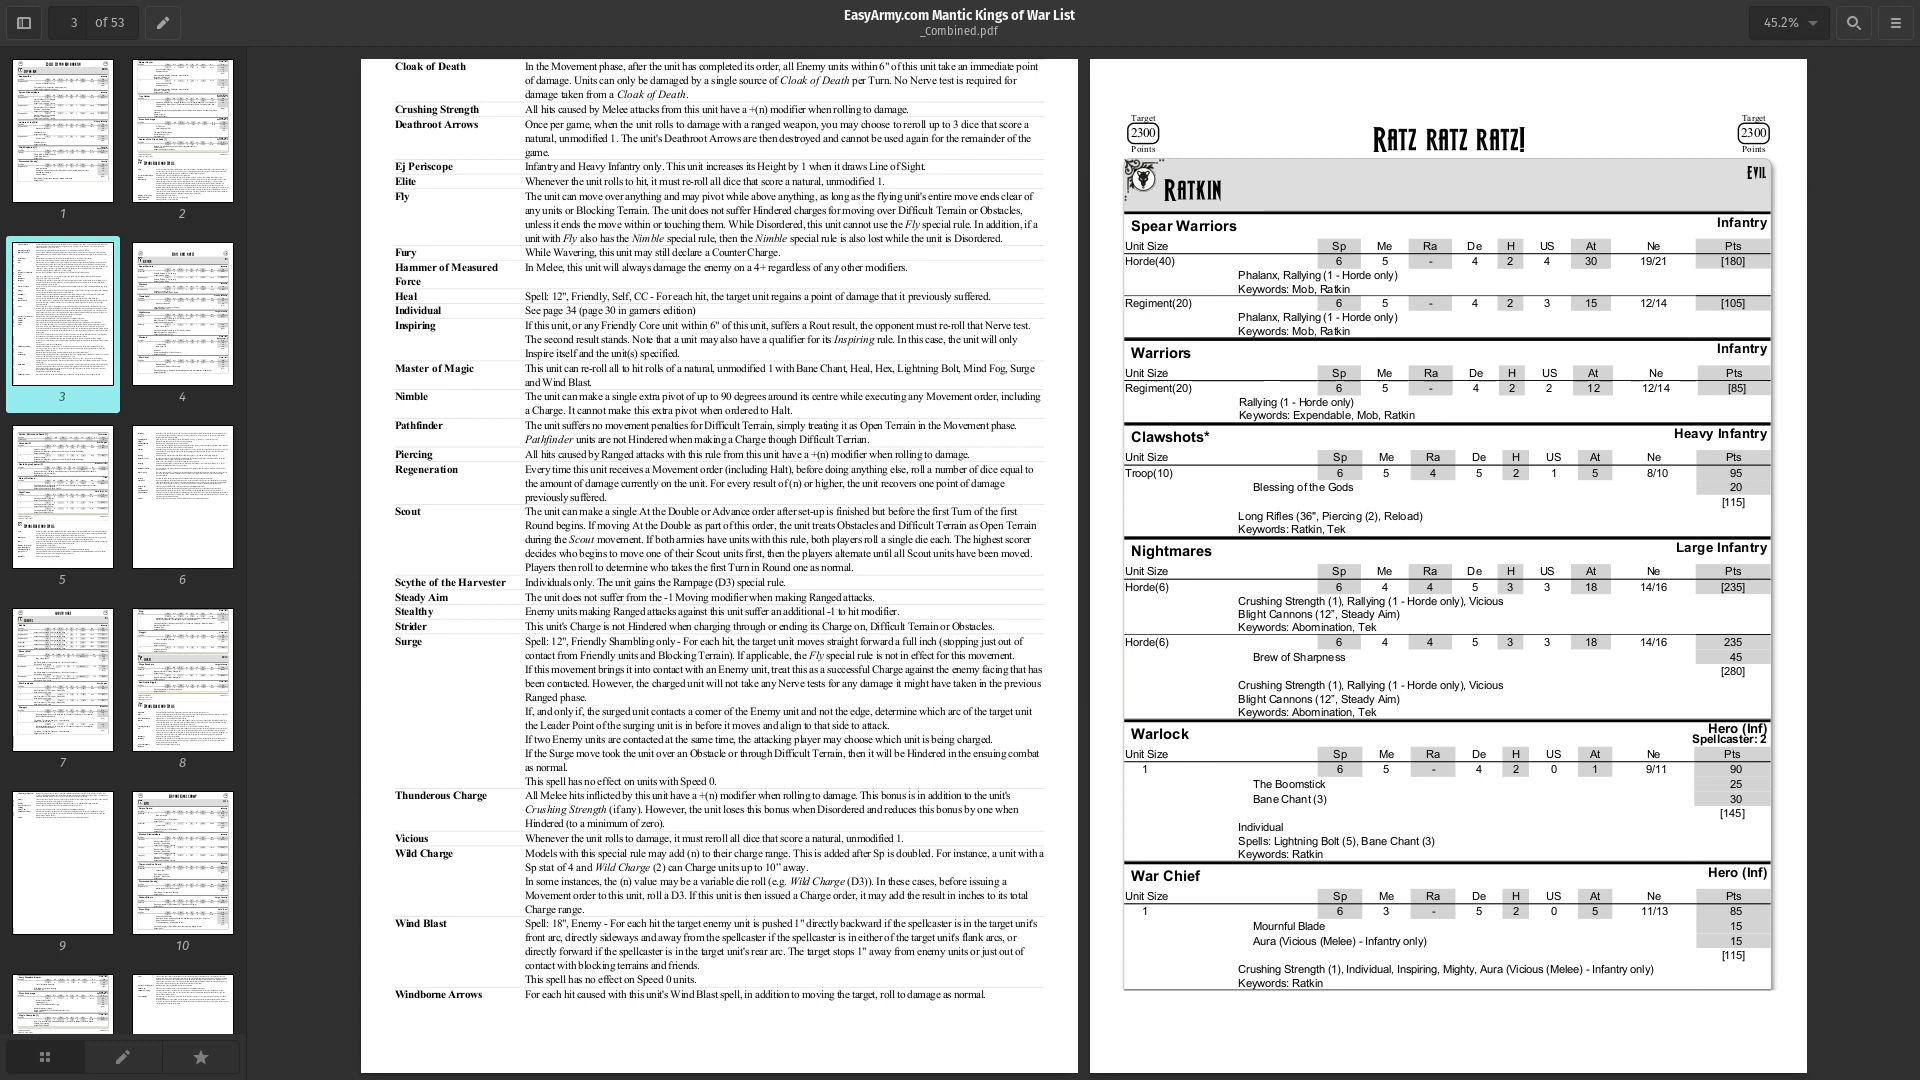 3 of 53
EasyArmy.com Mantic Kings of War List
_Combined.pdf
45.2%
1
2
3
4
5
6
7
8
9
10
Cloak of Death In the Movement phase, after the unit has completed its order, all Enemy units within 6" of this unit take an immediate point
of damage. Units can only be damaged by a single source of Cloak of Death per Turn. No Nerve test is required for
damage taken from a Cloak of Death.
Crushing Strength All hits caused by Melee attacks from this unit have a +(n) modifier when rolling to damage.
Deathroot Arrows Once per game, when the unit rolls to damage with a ranged weapon, you may choose to reroll up to 3 dice that score a
natural, unmodified 1. The unit's Deathroot Arrows are then destroyed and cannot be used again for the remainder of the
game.
Ej Periscope Infantry and Heavy Infantry only. This unit increases its Height by 1 when it draws Line of Sight.
Elite Whenever the unit rolls to hit, it must re-roll all dice that score a natural, unmodified 1.
Fly The unit can move over anything and may pivot while above anything, as long as the flying unit's entire move ends clear of
any units or Blocking Terrain. The unit does not suffer Hindered charges for moving over Difficult Terrain or Obstacles,
unless it ends the move within or touching them. While Disordered, this unit cannot use the Fly special rule. In addition, if a
unit with Fly also has the Nimble special rule, then the Nimble special rule is also lost while the unit is Disordered.
Fury While Wavering, this unit may still declare a Counter Charge.
Hammer of Measured In Melee, this unit will always damage the enemy on a 4+ regardless of any other modifiers.
Force
Heal Spell: 12", Friendly, Self, CC - For each hit, the target unit regains a point of damage that it previously suffered.
Individual See page 34 (page 30 in gamers edition)
Inspiring If this unit, or any Friendly Core unit within 6" of this unit, suffers a Rout result, the opponent must re-roll that Nerve test.
The second result stands. Note that a unit may also have a qualifier for its Inspiring rule. In this case, the unit will only
Inspire itself and the unit(s) specified.
Master of Magic This unit can re-roll all to hit rolls of a natural, unmodified 1 with Bane Chant, Heal, Hex, Lightning Bolt, Mind Fog, Surge
and Wind Blast.
Nimble The unit can make a single extra pivot of up to 90 degrees around its centre while executing any Movement order, including
a Charge. It cannot make this extra pivot when ordered to Halt.
Pathfinder The unit suffers no movement penalties for Difficult Terrain, simply treating it as Open Terrain in the Movement phase.
Pathfinder units are not Hindered when making a Charge though Difficult Terrian.
Piercing All hits caused by Ranged attacks with this rule from this unit have a +(n) modifier when rolling to damage.
Regeneration Every time this unit receives a Movement order (including Halt), before doing anything else, roll a number of dice equal to
the amount of damage currently on the unit. For every result of (n) or higher, the unit recovers one point of damage
previously suffered.
Scout The unit can make a single At the Double or Advance order after set-up is finished but before the first Turn of the first
Round begins. If moving At the Double as part of this order, the unit treats Obstacles and Difficult Terrain as Open Terrain
during the Scout movement. If both armies have units with this rule, both players roll a single die each. The highest scorer
decides who begins to move one of their Scout units first, then the players alternate until all Scout units have been moved.
Players then roll to determine who takes the first Turn in Round one as normal.
Scythe of the Harvester Individuals only. The unit gains the Rampage (D3) special rule.
Steady Aim The unit does not suffer from the -1 Moving modifier when making Ranged attacks.
Stealthy Enemy units making Ranged attacks against this unit suffer an additional -1 to hit modifier.
Strider This unit's Charge is not Hindered when charging through or ending its Charge on, Difficult Terrain or Obstacles.
Surge Spell: 12", Friendly Shambling only - For each hit, the target unit moves straight forward a full inch (stopping just out of
contact from Friendly units and Blocking Terrain). If applicable, the Fly special rule is not in effect for this movement.
If this movement brings it into contact with an Enemy unit, treat this as a successful Charge against the enemy facing that has
been contacted. However, the charged unit will not take any Nerve tests for any damage it might have taken in the previous
Ranged phase.
If, and only if, the surged unit contacts a corner of the Enemy unit and not the edge, determine which arc of the target unit
the Leader Point of the surging unit is in before it moves and align to that side to attack.
If two Enemy units are contacted at the same time, the attacking player may choose which unit is being charged.
If the Surge move took the unit over an Obstacle or through Difficult Terrain, then it will be Hindered in the ensuing combat
as normal.
This spell has no effect on units with Speed 0.
Thunderous Charge All Melee hits inflicted by this unit have a +(n) modifier when rolling to damage. This bonus is in addition to the unit's
Crushing Strength (if any). However, the unit loses this bonus when Disordered and reduces this bonus by one when
Hindered (to a minimum of zero).
Vicious Whenever the unit rolls to damage, it must reroll all dice that score a natural, unmodified 1.
Wild Charge Models with this special rule may add (n) to their charge range. This is added after Sp is doubled. For instance, a unit with a
Sp stat of 4 and Wild Charge (2) can Charge units up to 10" away.
In some instances, the (n) value may be a variable die roll (e.g. Wild Charge (D3)). In these cases, before issuing a
Movement order to this unit, roll a D3. If this unit is then issued a Charge order, it may add the result in inches to its total
Charge range.
Wind Blast Spell: 18", Enemy - For each hit the target enemy unit is pushed 1" directly backward if the spellcaster is in the target unit's
front arc, directly sideways and away from the spellcaster if the spellcaster is in either of the target unit's flank arcs, or
directly forward if the spellcaster is in the target unit's rear arc. The target stops 1" away from enemy units or just out of
contact with blocking terrains and friends.
This spell has no effect on Speed 0 units.
Windborne Arrows For each hit caused with this unit's Wind Blast spell, in addition to moving the target, roll to damage as normal.
Target
2300
Points
RATZ RATZ RATZ!
Target
2300
Points
RATKIN
EVIL
Spear Warriors Infantry
Unit Size Sp Me Ra De H US At Ne Pts
Horde(40) 6 5 - 4 2 4 30 19/21 [180]
Phalanx, Rallying (1 - Horde only)
Keywords: Mob, Ratkin
Regiment(20) 6 5 - 4 2 3 15 12/14 [105]
Phalanx, Rallying (1 - Horde only)
Keywords: Mob, Ratkin
Warriors Infantry
Unit Size Sp Me Ra De H US At Ne Pts
Regiment(20) 6 5 - 4 2 2 12 12/14 [85]
Rallying (1 - Horde only)
Keywords: Expendable, Mob, Ratkin
Clawshots* Heavy Infantry
Unit Size Sp Me Ra De H US At Ne Pts
Troop(10) 6 5 4 5 2 1 5 8/10 95
Blessing of the Gods 20
[115]
Long Rifles (36", Piercing (2), Reload)
Keywords: Ratkin, Tek
Nightmares Large Infantry
Unit Size Sp Me Ra De H US At Ne Pts
Horde(6) 6 4 4 5 3 3 18 14/16 [235]
Crushing Strength (1), Rallying (1 - Horde only), Vicious
Blight Cannons (12", Steady Aim)
Keywords: Abomination, Tek
Horde(6) 6 4 4 5 3 3 18 14/16 235
Brew of Sharpness 45
[280]
Crushing Strength (1), Rallying (1 - Horde only), Vicious
Blight Cannons (12", Steady Aim)
Keywords: Abomination, Tek
Warlock Hero (Inf)
Spellcaster: 2
Unit Size Sp Me Ra De H US At Ne Pts
1 6 5 - 4 2 0 1 9/11 90
The Boomstick 25
Bane Chant (3) 30
[145]
Individual
Spells: Lightning Bolt (5), Bane Chant (3)
Keywords: Ratkin
War Chief Hero (Inf)
Unit Size Sp Me Ra De H US At Ne Pts
1 6 3 - 5 2 0 5 11/13 85
Mournful Blade 15
Aura (Vicious (Melee) - Infantry only) 15
[115]
Crushing Strength (1), Individual, Inspiring, Mighty, Aura (Vicious (Melee) - Infantry only)
Keywords: Ratkin